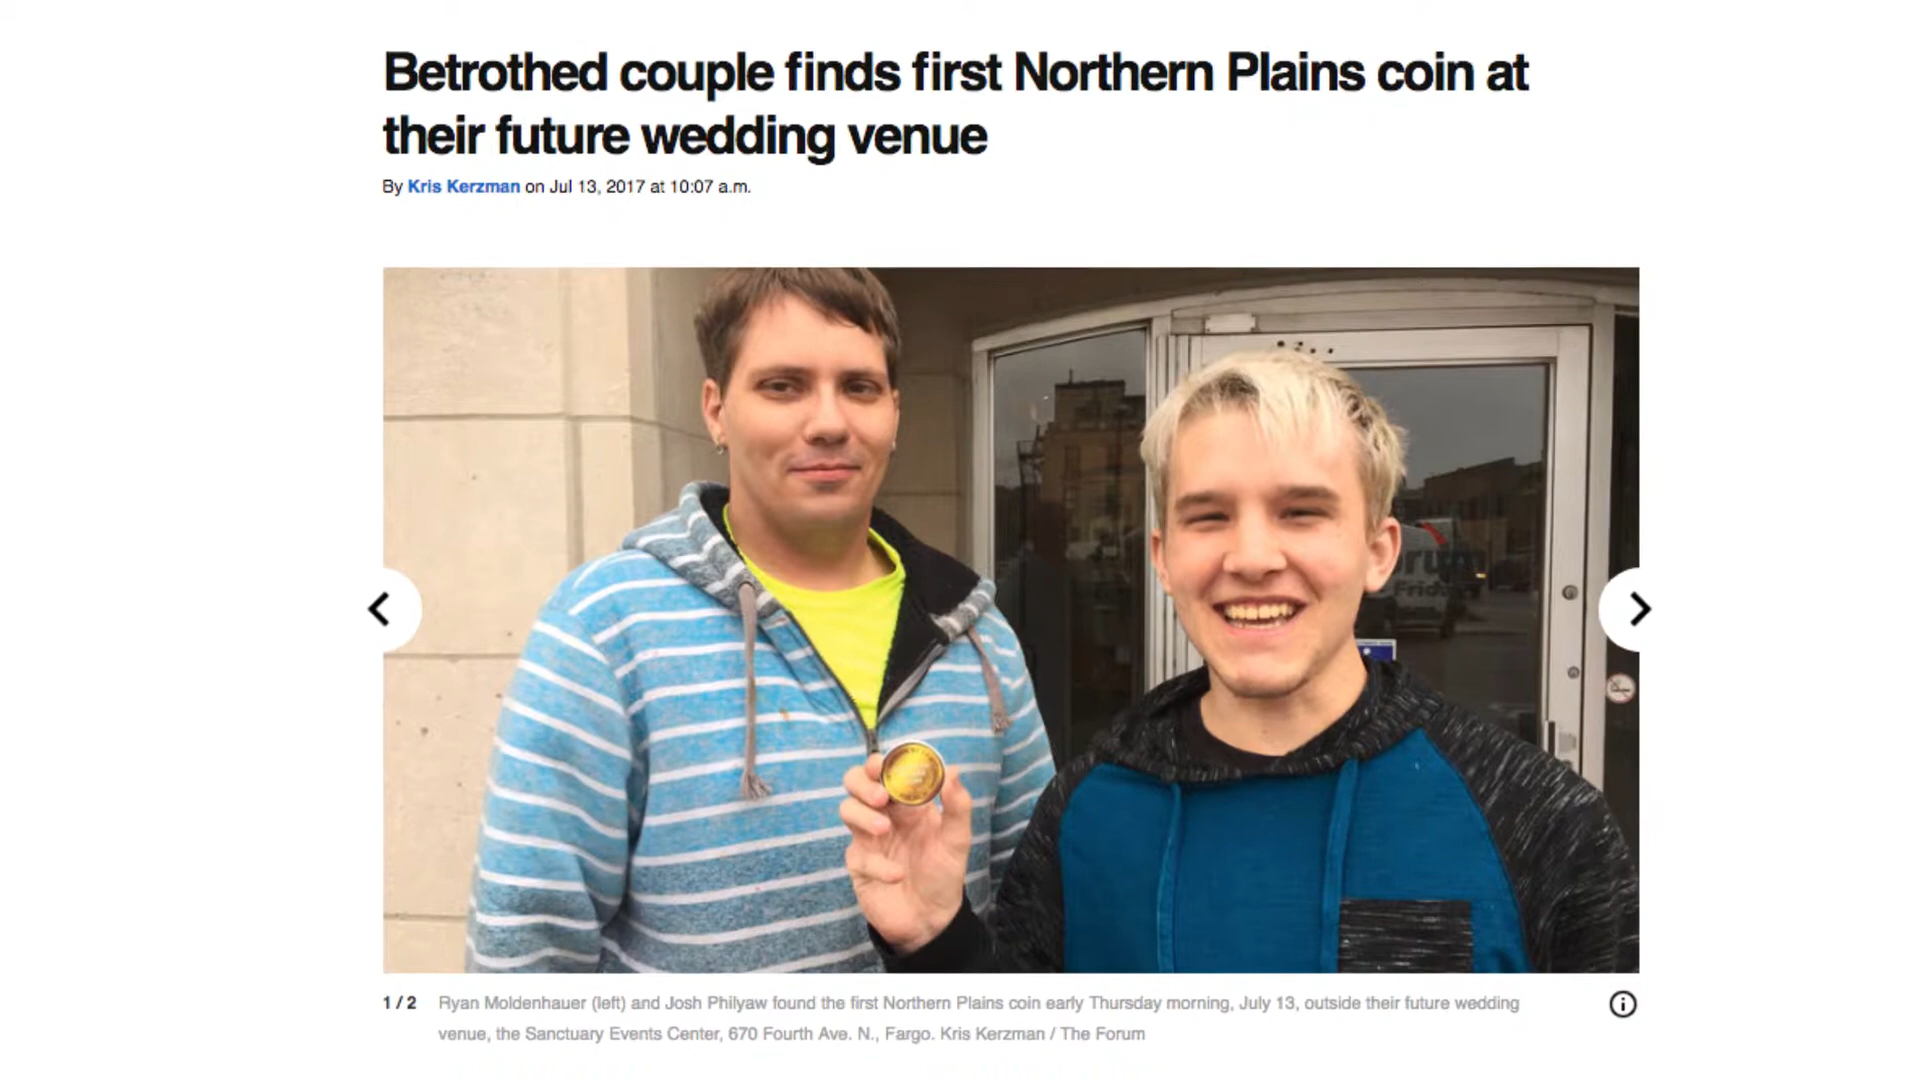 Betrothed couple finds first Northern Plains coin at
their future wedding venue
By Kris Kerzman on Jul 13, 2017 at 10:07 a.m.
1 / 2 Ryan Moldenhauer (left) and Josh Philyaw found the first Northern Plains coin early Thursday morning, July 13, outside their future wedding
venue, the Sanctuary Events Center, 670 Fourth Ave. N., Fargo. Kris Kerzman / The Forum